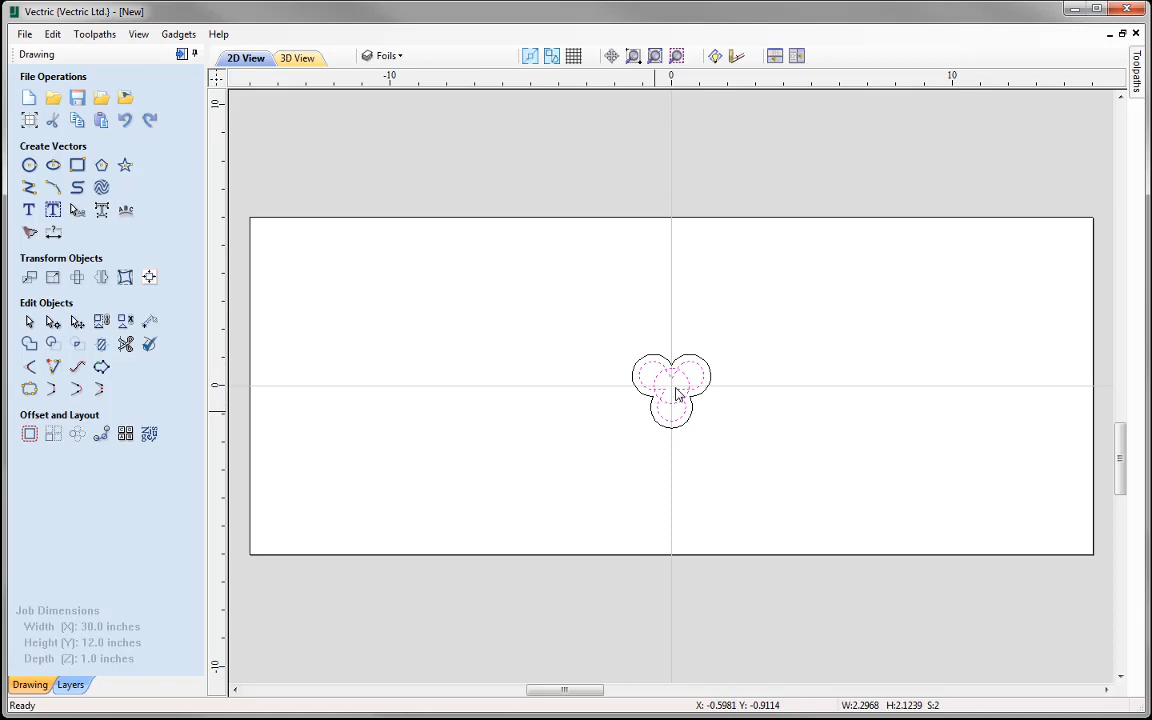 Vectric {Vectric Ltd.} - [New]
File Edit Toolpaths View Gadgets Help
Drawing
2D View 3D View Foils
Toolpaths
-10 0 10
10
0
-10
File Operations
Create Vectors
Transform Objects
Edit Objects
Offset and Layout
Job Dimensions
Width (X): 30.0 inches
Height (Y): 12.0 inches
Depth (Z): 1.0 inches
Drawing Layers
Ready X: -0.5981 Y: -0.9114 W:2.2968 H:2.1239 S:2